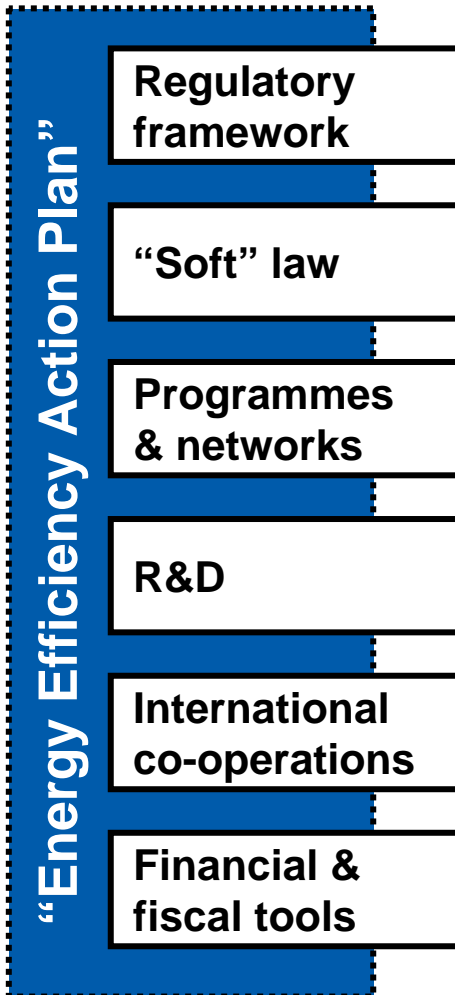 “Energy Efficiency Action Plan”
Regulatory
framework
“Soft” law
Programmes
& networks
R&D
International
co-operations
Financial &
fiscal tools